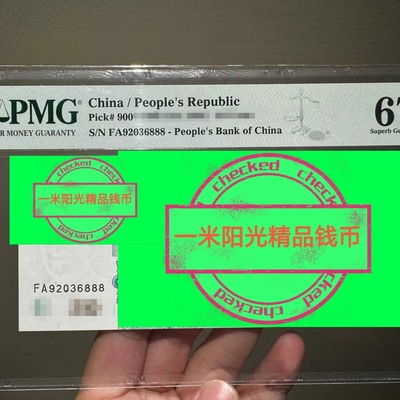 PMG
China / People's Republic
67
Pick# 900
MONEY GUARANTY
S/N FA92036888 - People's Bank of China
Superb
checked
一米阳光精品钱币
checked
checked
一米阳光精品钱币
checked
FA92036888